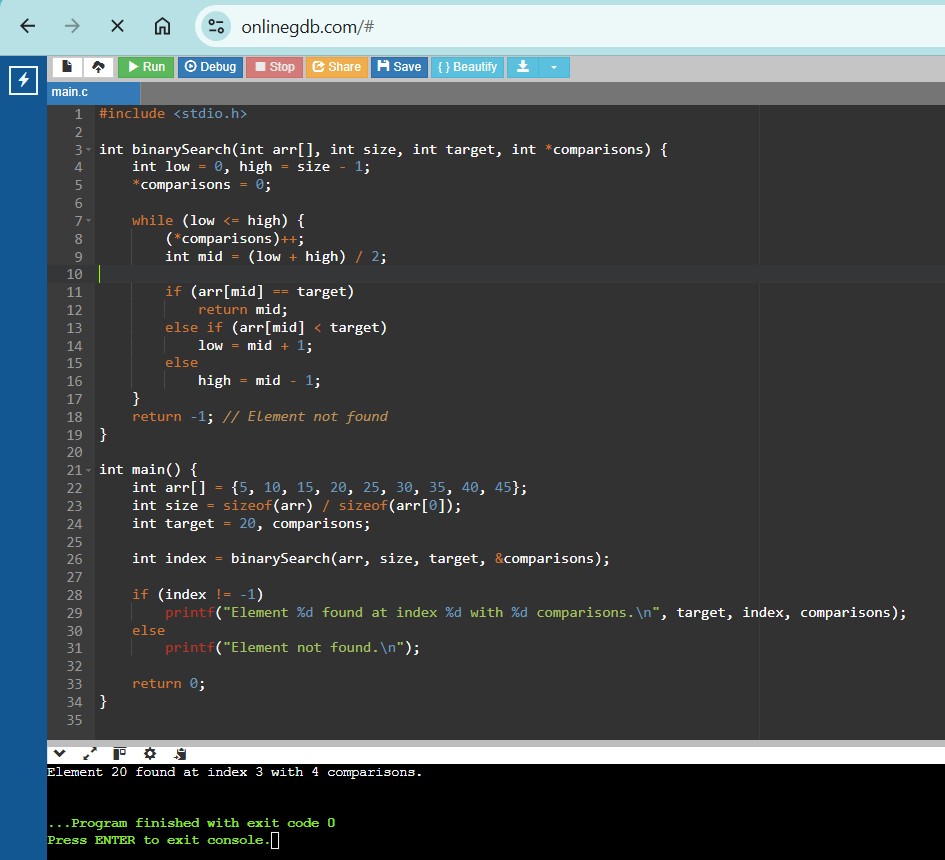 onlinegdb.com/#
Run Debug Stop Share Save { } Beautify
main.c
1 #include <stdio.h>
2
3 int binarySearch(int arr[], int size, int target, int *comparisons) {
4     int low = 0, high = size - 1;
5     *comparisons = 0;
6
7     while (low <= high) {
8         (*comparisons)++;
9         int mid = (low + high) / 2;
10
11         if (arr[mid] == target)
12             return mid;
13         else if (arr[mid] < target)
14             low = mid + 1;
15         else
16             high = mid - 1;
17     }
18     return -1; // Element not found
19 }
20
21 int main() {
22     int arr[] = {5, 10, 15, 20, 25, 30, 35, 40, 45};
23     int size = sizeof(arr) / sizeof(arr[0]);
24     int target = 20, comparisons;
25
26     int index = binarySearch(arr, size, target, &comparisons);
27
28     if (index != -1)
29         printf("Element %d found at index %d with %d comparisons.\n", target, index, comparisons);
30     else
31         printf("Element not found.\n");
32
33     return 0;
34 }
35
Element 20 found at index 3 with 4 comparisons.
...Program finished with exit code 0
Press ENTER to exit console.